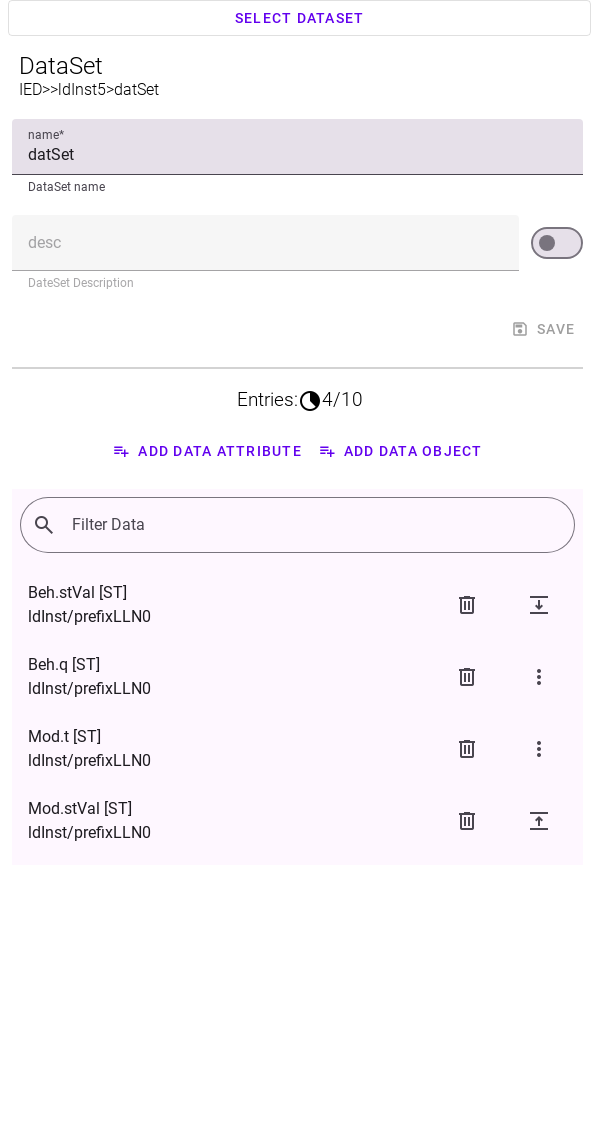 SELECT DATASET
DataSet
IED>>ldInst5>datSet
name*
datSet
DataSet name
desc
DateSet Description
SAVE
Entries: 4/10
ADD DATA ATTRIBUTE ADD DATA OBJECT
Filter Data
Beh.stVal [ST]
ldInst/prefixLLN0
Beh.q [ST]
ldInst/prefixLLN0
Mod.t [ST]
ldInst/prefixLLN0
Mod.stVal [ST]
ldInst/prefixLLN0